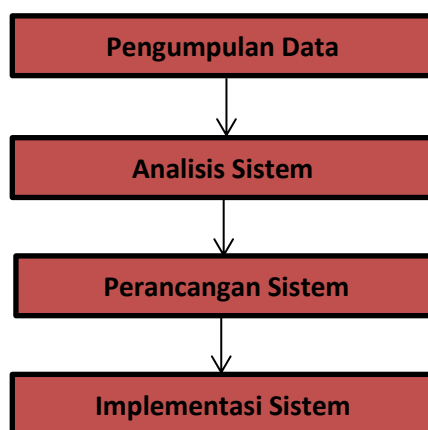 Pengumpulan Data
Analisis Sistem
Perancangan Sistem
Implementasi Sistem